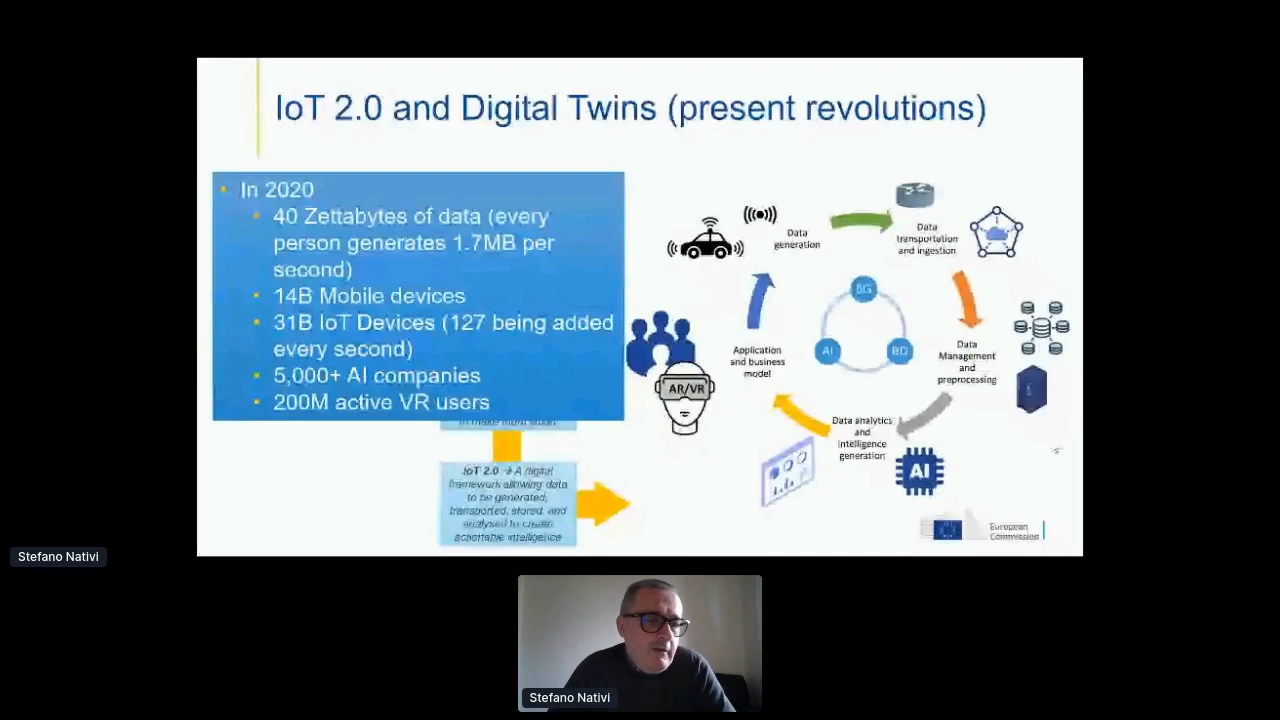 IoT 2.0 and Digital Twins (present revolutions)
In 2020
40 Zettabytes of data (every
person generates 1.7MB per
second)
14B Mobile devices
31B IoT Devices (127 being added
every second)
5,000+ AI companies
200M active VR users
IoT 2.0 → A digital
framework allowing data
to be generated,
transported, stored, and
analysed to create
actionable intelligence
Data
generation
Data
transportation
and ingestion
5G
AI
BD
Application
and business
model
Data
Management
and
preprocessing
AR/VR
Data analytics
and
intelligence
generation
AI
European
Commission
Stefano Nativi
Stefano Nativi